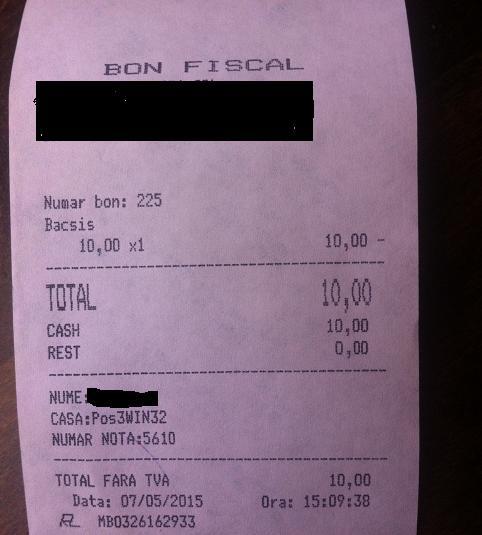 BON FISCAL
Numar bon: 225
Bacsis
10,00 x1 10,00 -
TOTAL 10,00
CASH 10,00
REST 0,00
NUME:
CASA:Pos3WIN32
NUMAR NOTA:5610
TOTAL FARA TVA 10,00
Data: 07/05/2015 Ora: 15:09:38
MB0326162933